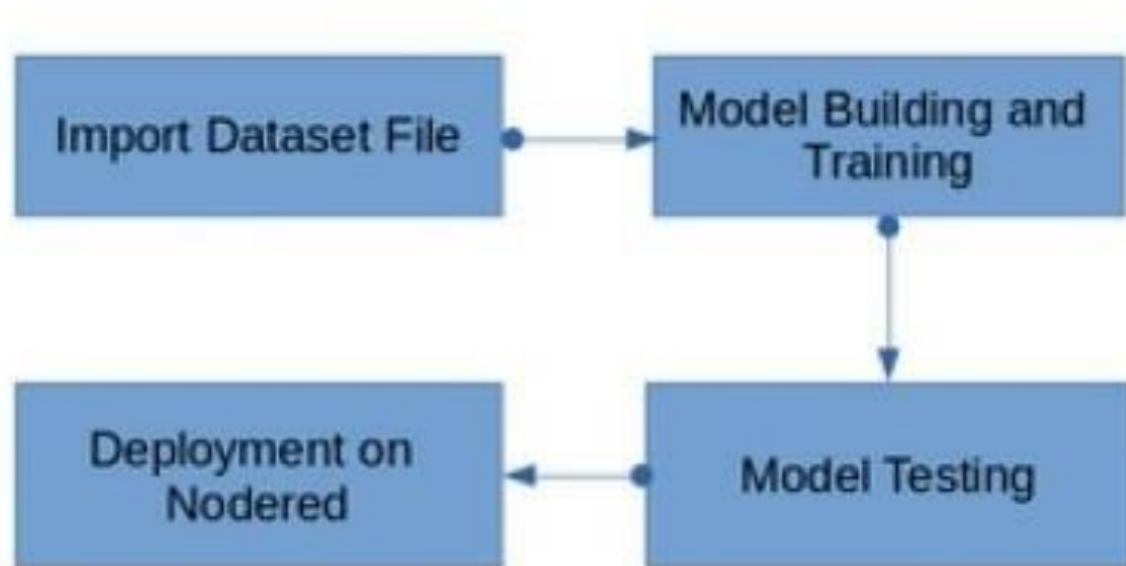 Import Dataset File
Model Building and
Training
Model Testing
Deployment on
Nodered